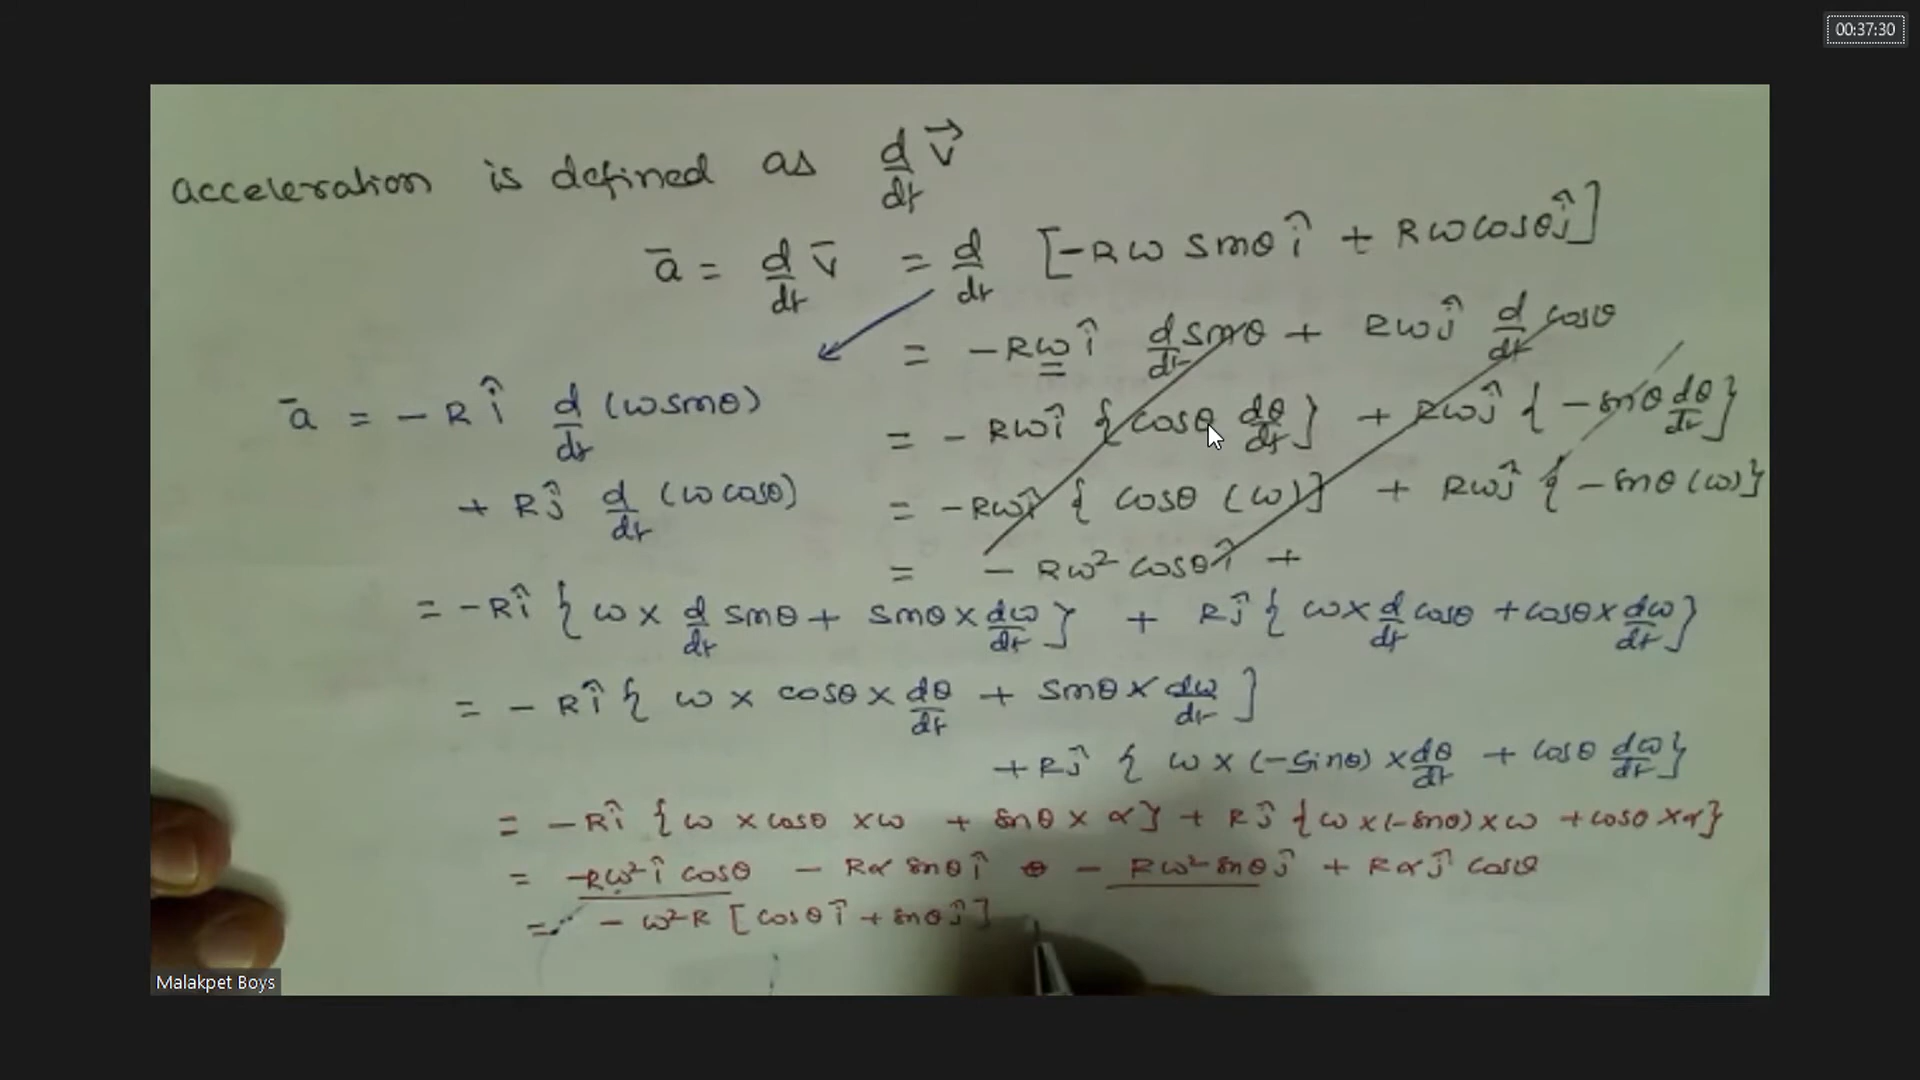 00:37:30
acceleration is defined as d/dt v⃗
ā = d/dt v̄ = d/dt [-Rω sinθ î + Rω cosθ ĵ]
= -Rω î d/dt sinθ + Rω ĵ d/dt cosθ
= - Rω î { cosθ dθ/dt } + Rω ĵ { - sinθ dθ/dt }
= -Rω î { cosθ (ω) } + Rω ĵ { - sinθ (ω) }
= - Rω² cosθ î +
ā = - R î d/dt (ω sinθ)
+ R ĵ d/dt (ω cosθ)
= -R î { ω × d/dt sinθ + sinθ × dω/dt } + R ĵ { ω × d/dt cosθ + cosθ × dω/dt }
= - R î { ω × cosθ × dθ/dt + sinθ × dω/dt }
+ R ĵ { ω × (-sinθ) × dθ/dt + cosθ dω/dt }
= -R î { ω × cosθ × ω + sinθ × α } + R ĵ { ω × (-sinθ) × ω + cosθ × α }
= -Rω² î cosθ - Rα sinθ î - Rω² sinθ ĵ + Rα ĵ cosθ
= - ω²R [cosθ î + sinθ ĵ]
Malakpet Boys